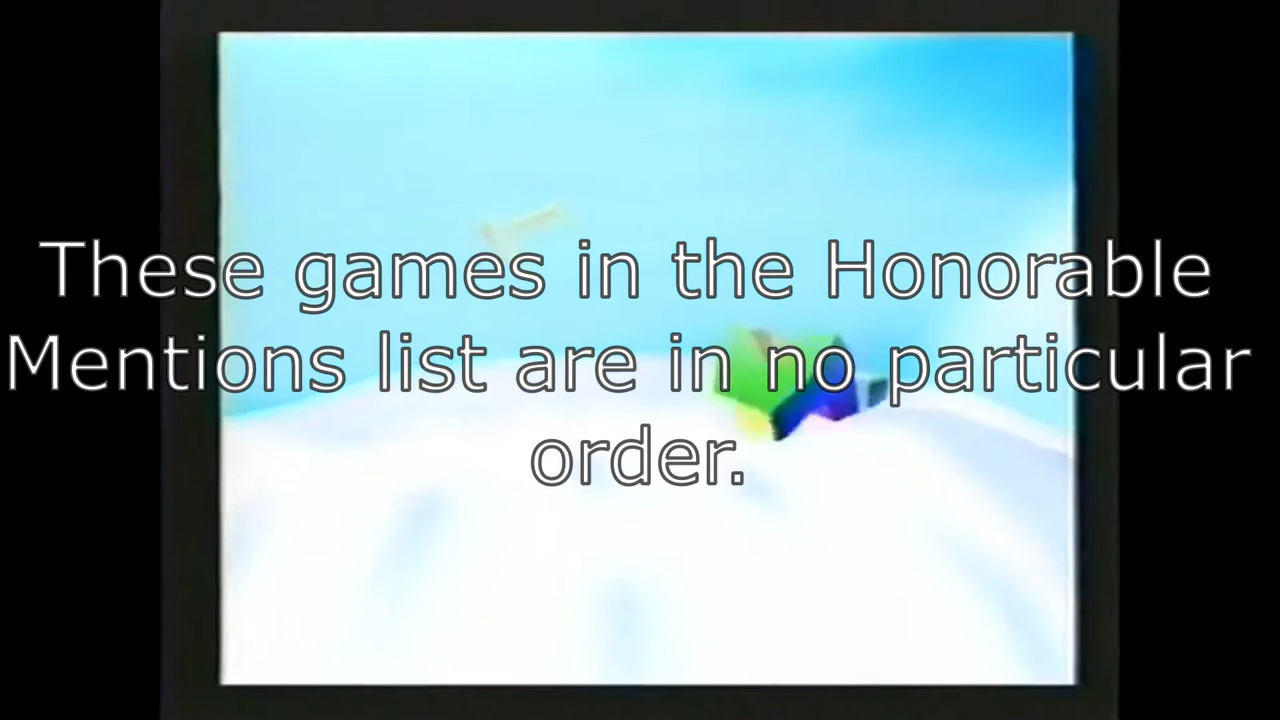 These games in the Honorable
Mentions list are in no particular
order.